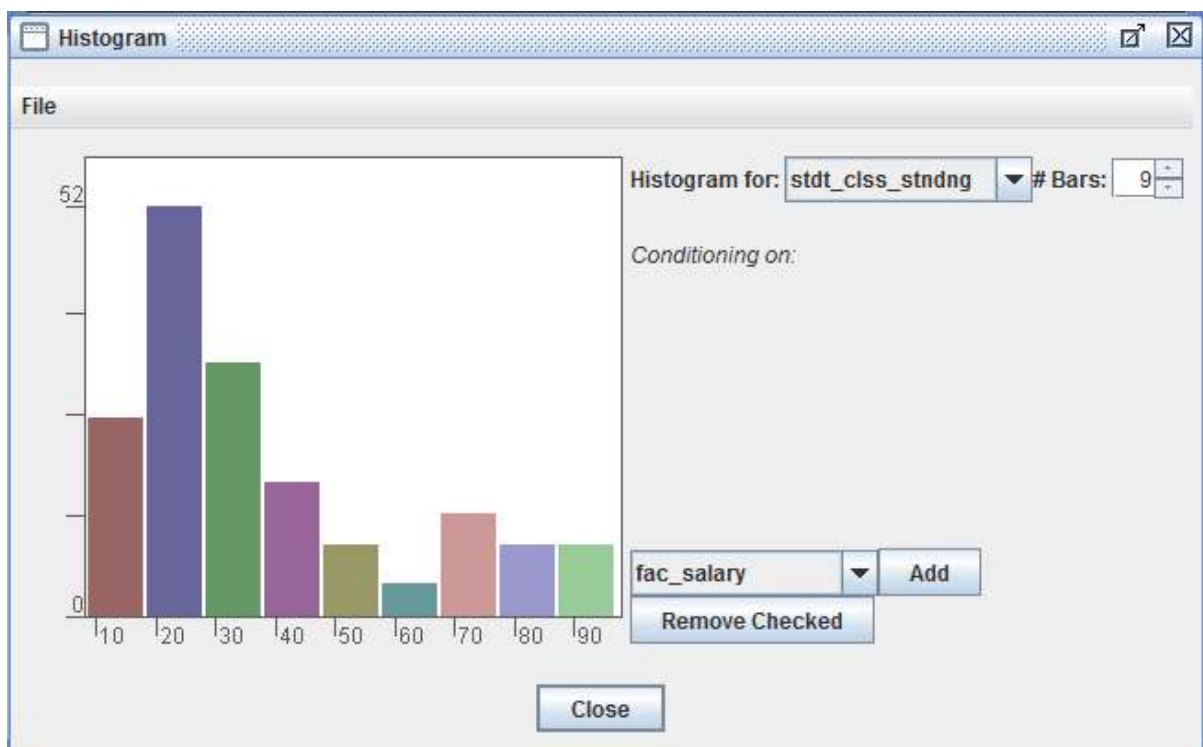 Histogram
File
52
0
10 20 30 40 50 60 70 80 90
Histogram for: stdt_clss_stndng # Bars: 9
Conditioning on:
fac_salary Add
Remove Checked
Close